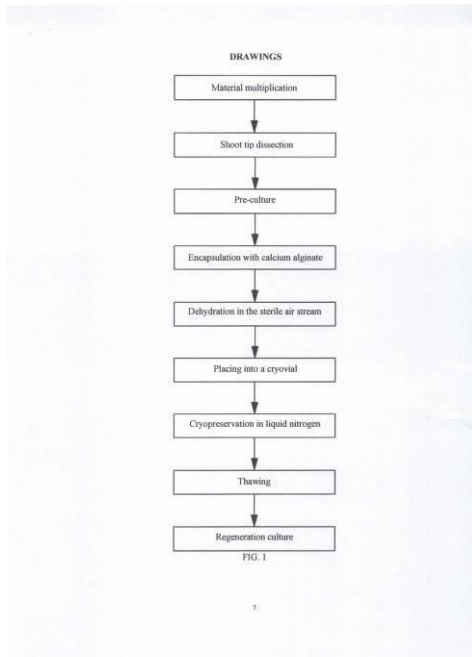 DRAWINGS
Material multiplication
Shoot tip dissection
Pre-culture
Encapsulation with calcium alginate
Dehydration in the sterile air stream
Placing into a cryovial
Cryopreservation in liquid nitrogen
Thawing
Regeneration culture
FIG. 1
7